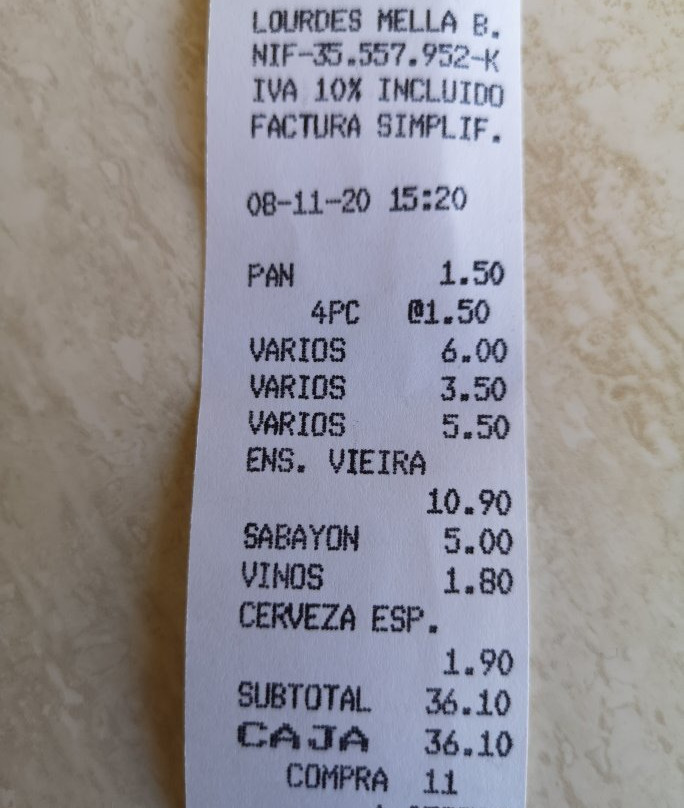 LOURDES MELLA B.
NIF-35.557.952-K
IVA 10% INCLUIDO
FACTURA SIMPLIF.
08-11-20 15:20
PAN 1.50
4PC @1.50
VARIOS 6.00
VARIOS 3.50
VARIOS 5.50
ENS. VIEIRA
10.90
SABAYON 5.00
VINOS 1.80
CERVEZA ESP.
1.90
SUBTOTAL 36.10
CAJA 36.10
COMPRA 11